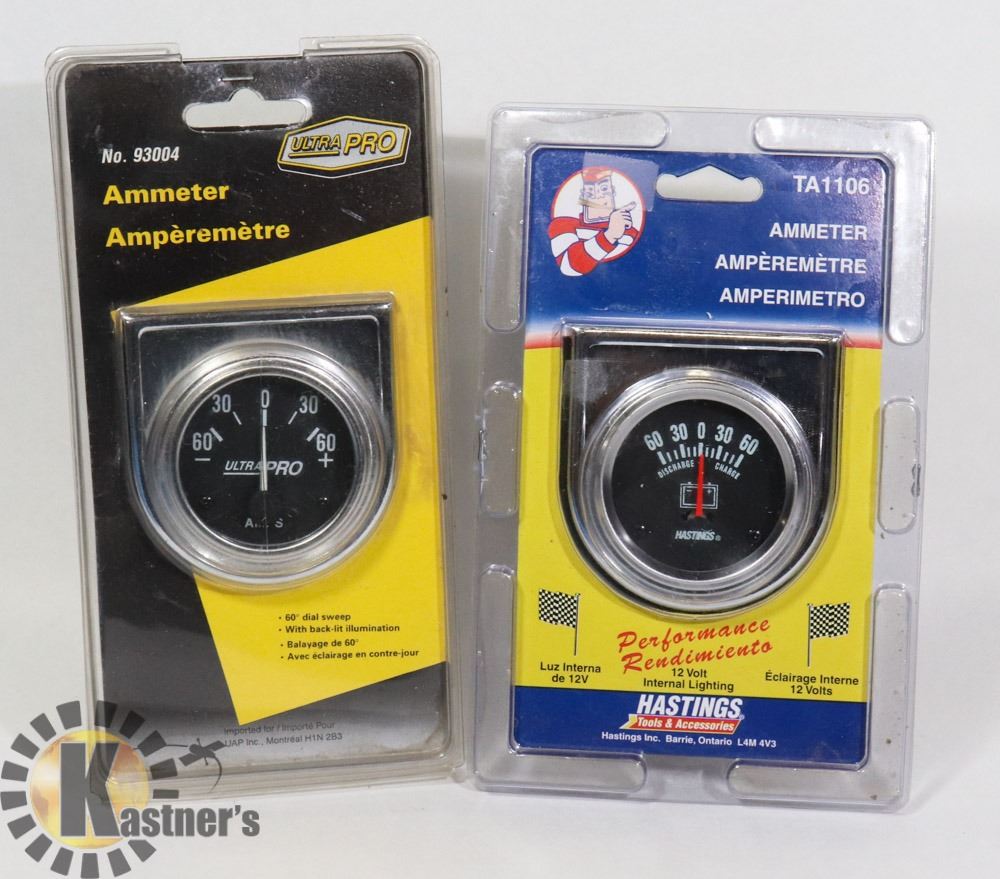 No. 93004
ULTRA PRO
Ammeter
Ampèremètre
30 0 30
60 60
- +
ULTRA PRO
• 60° dial sweep
• With back-lit illumination
• Balayage de 60°
• Avec éclairage en contre-jour
Imported for / Importé Pour
UAP Inc., Montréal H1N 2B3
TA1106
AMMETER
AMPÈREMÈTRE
AMPERIMETRO
60 30 0 30 60
DISCHARGE CHARGE
- +
HASTINGS®
Performance
Rendimiento
Luz Interna
de 12V
12 Volt
Internal Lighting
Éclairage Interne
12 Volts
HASTINGS
Tools & Accessories
Hastings Inc. Barrie, Ontario L4M 4V3
Kastner's